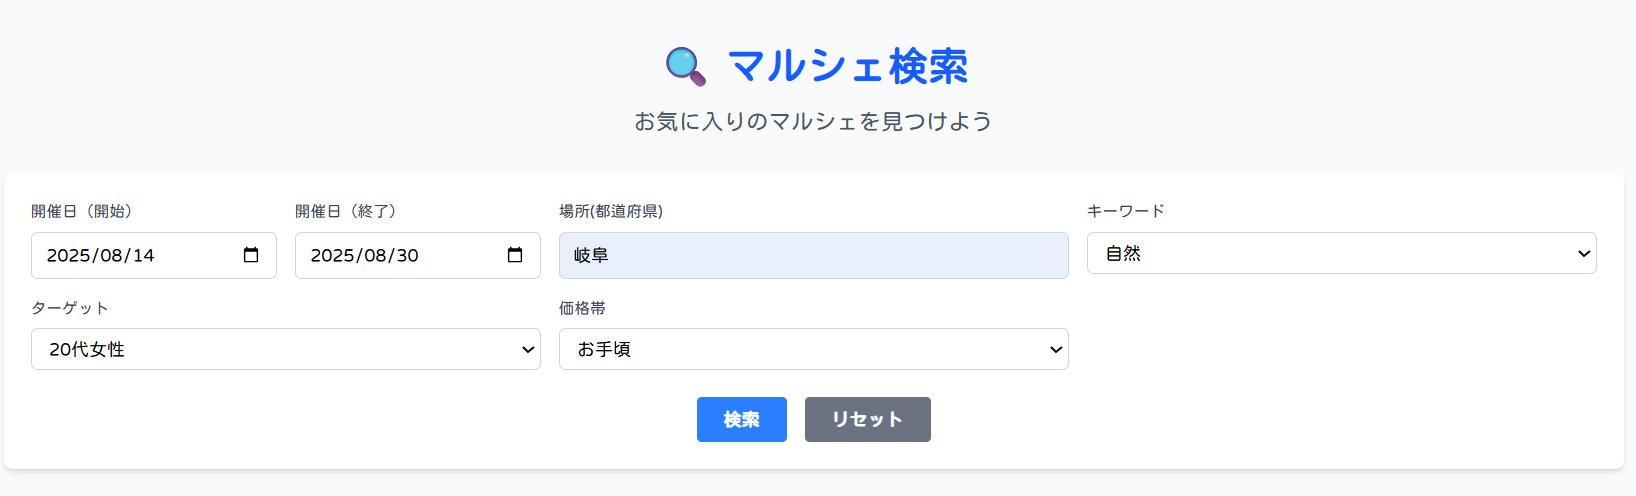 マルシェ検索
お気に入りのマルシェを見つけよう
開催日（開始） 開催日（終了） 場所(都道府県) キーワード
2025/08/14 2025/08/30 岐阜 自然
ターゲット 価格帯
20代女性 お手頃
検索 リセット